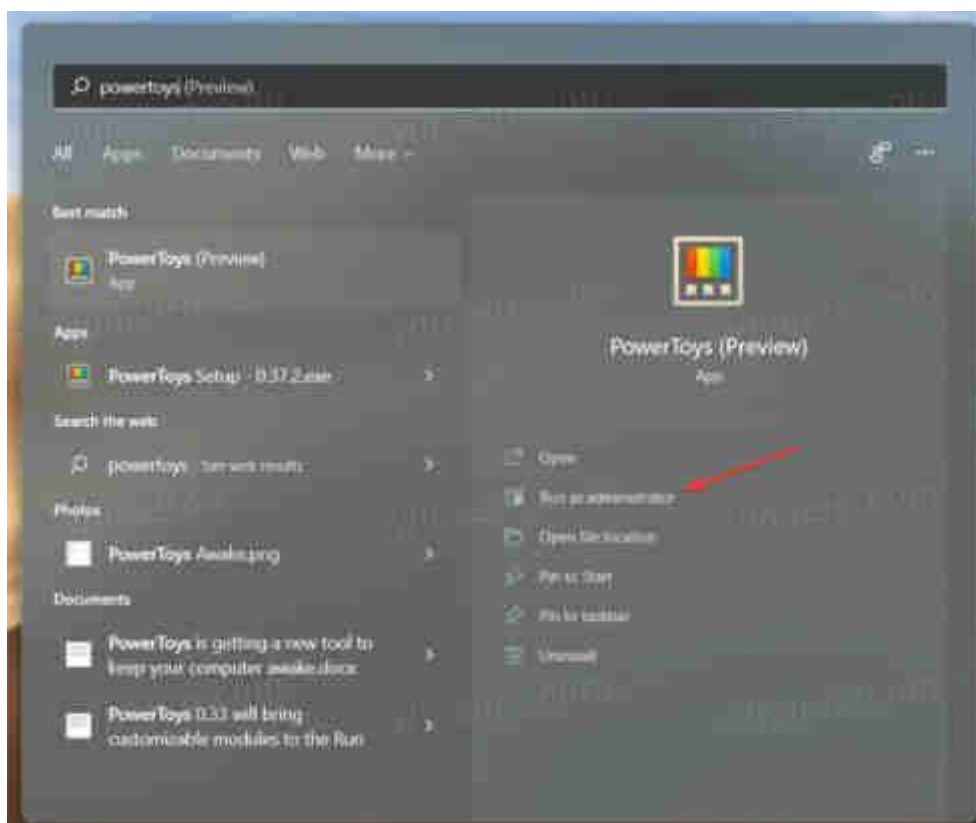 powertoys (Preview)
All Apps Documents Web More
Best match
PowerToys (Preview)
App
Apps
PowerToys Setup - 0.37.2.exe
Search the web
powertoys - See web results
Photos
PowerToys Awake.png
Documents
PowerToys is getting a new tool to
keep your computer awake.docx
PowerToys 0.33 will bring
customizable modules to the Run
PowerToys (Preview)
App
Open
Run as administrator
Open file location
Pin to Start
Pin to taskbar
Uninstall